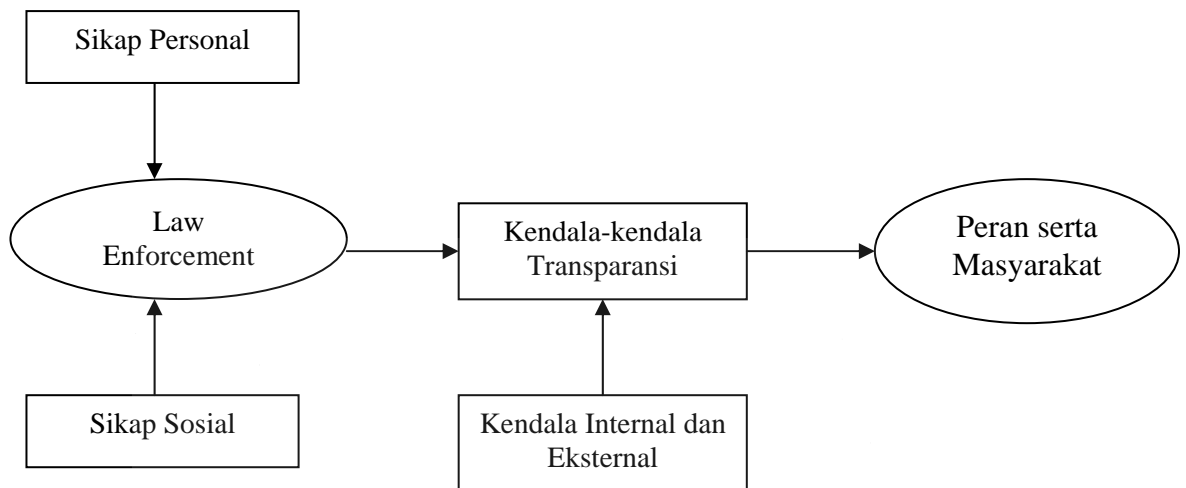 Sikap Personal
Law
Enforcement
Kendala-kendala
Transparansi
Peran serta
Masyarakat
Sikap Sosial
Kendala Internal dan
Eksternal